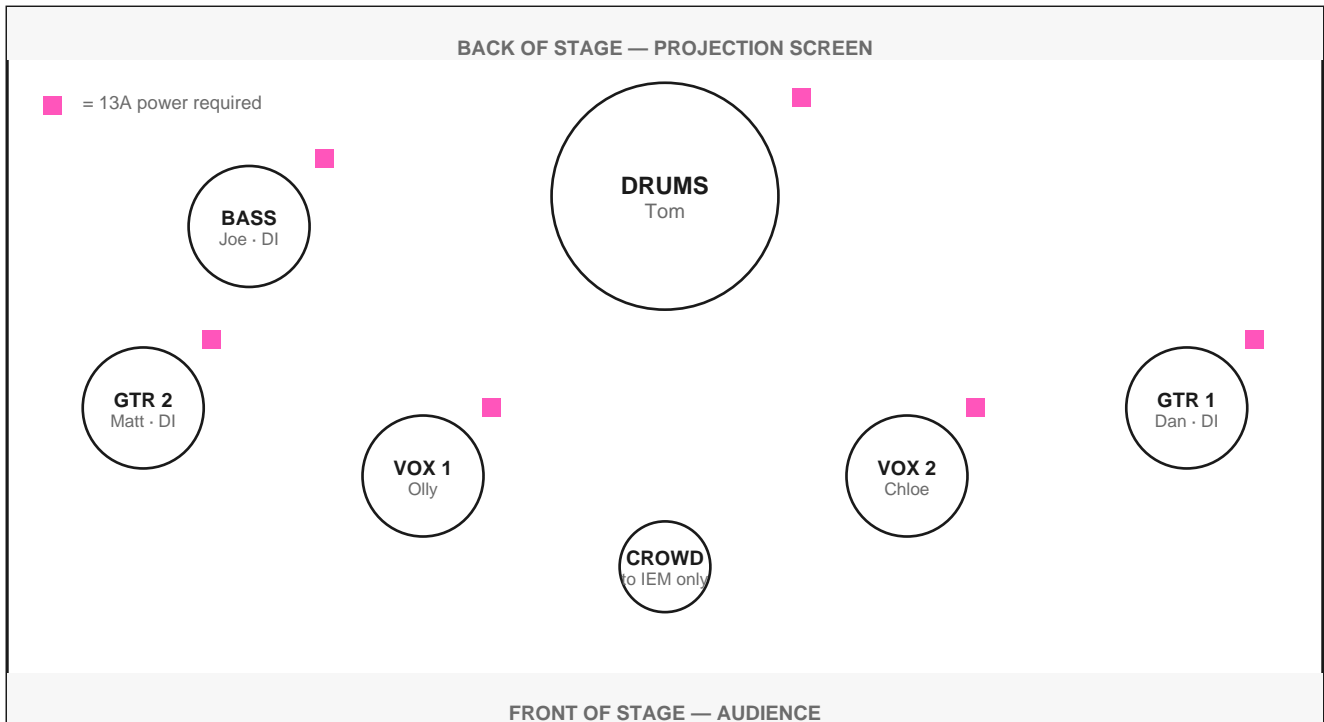 BACK OF STAGE — PROJECTION SCREEN
= 13A power required
DRUMS
Tom
BASS
Joe · DI
GTR 2
Matt · DI
GTR 1
Dan · DI
VOX 1
Olly
VOX 2
Chloe
CROWD
to IEM only
FRONT OF STAGE — AUDIENCE